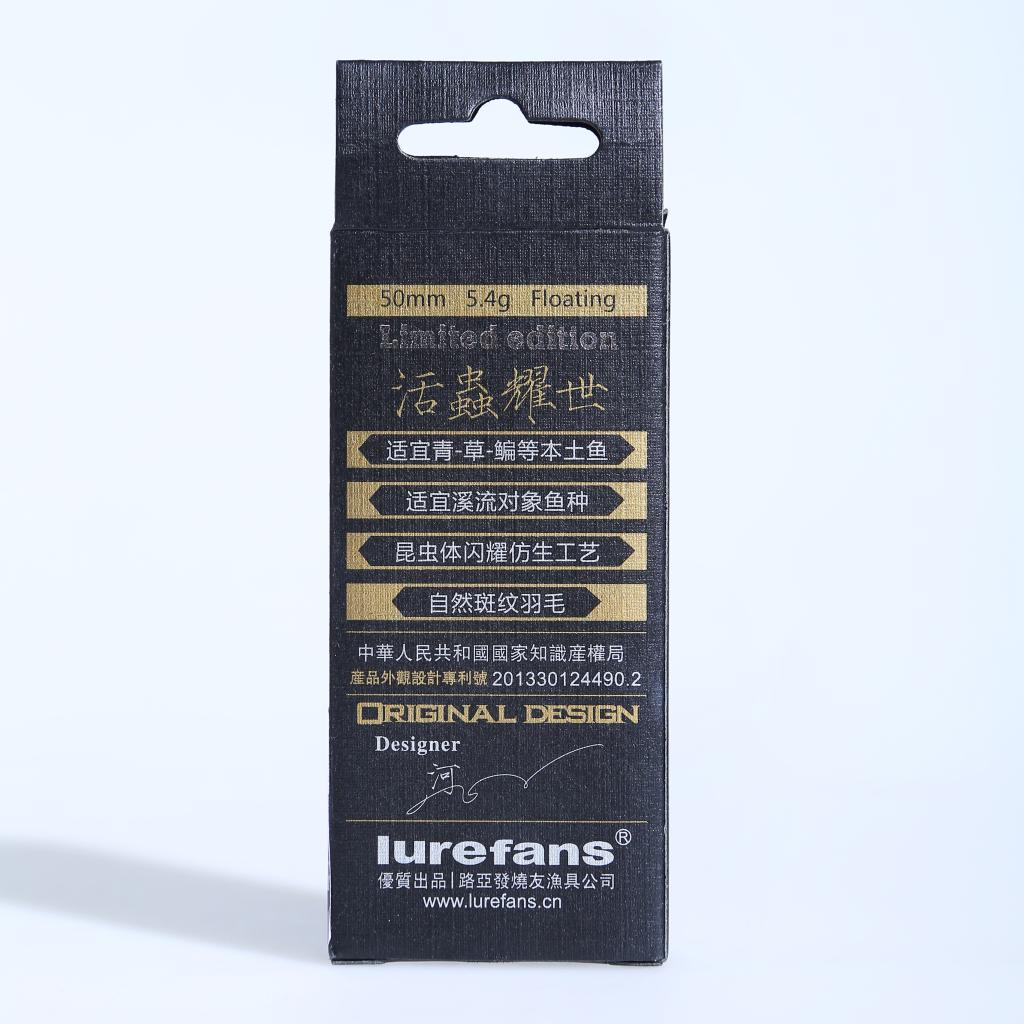 50mm 5.4g Floating
Limited edition
活蟲耀世
适宜青-草-鳊等本土鱼
适宜溪流对象鱼种
昆虫体闪耀仿生工艺
自然斑纹羽毛
中華人民共和國國家知識產權局
產品外觀設計專利號 201330124490.2
ORIGINAL DESIGN
Designer
河
lurefans®
優質出品|路亞發燒友漁具公司
www.lurefans.cn